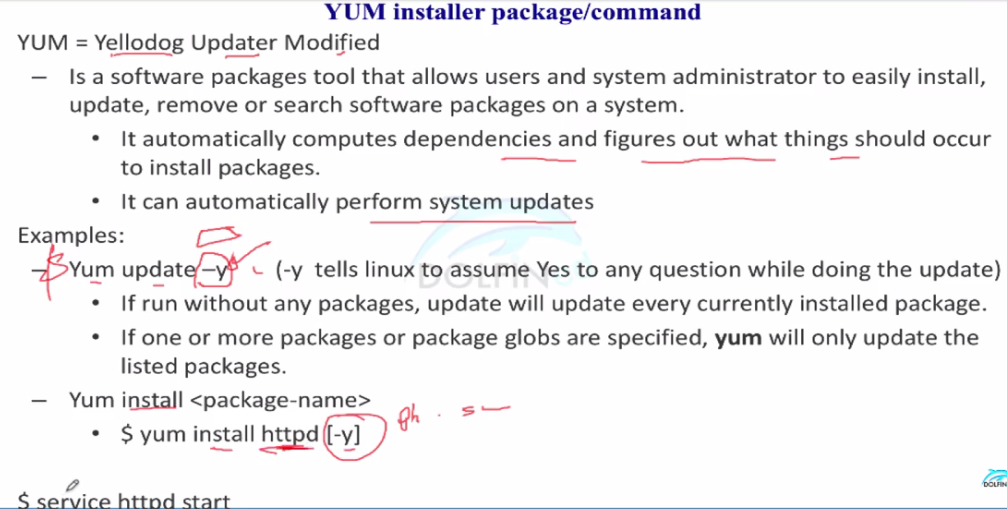 YUM installer package/command
YUM = Yellodog Updater Modified
– Is a software packages tool that allows users and system administrator to easily install,
update, remove or search software packages on a system.
• It automatically computes dependencies and figures out what things should occur
to install packages.
• It can automatically perform system updates
Examples:
$ Yum update –y (-y tells linux to assume Yes to any question while doing the update)
• If run without any packages, update will update every currently installed package.
• If one or more packages or package globs are specified, yum will only update the
listed packages.
– Yum install <package-name>
• $ yum install httpd [-y]
DOLFIN
$ service httpd start
DOLFIN